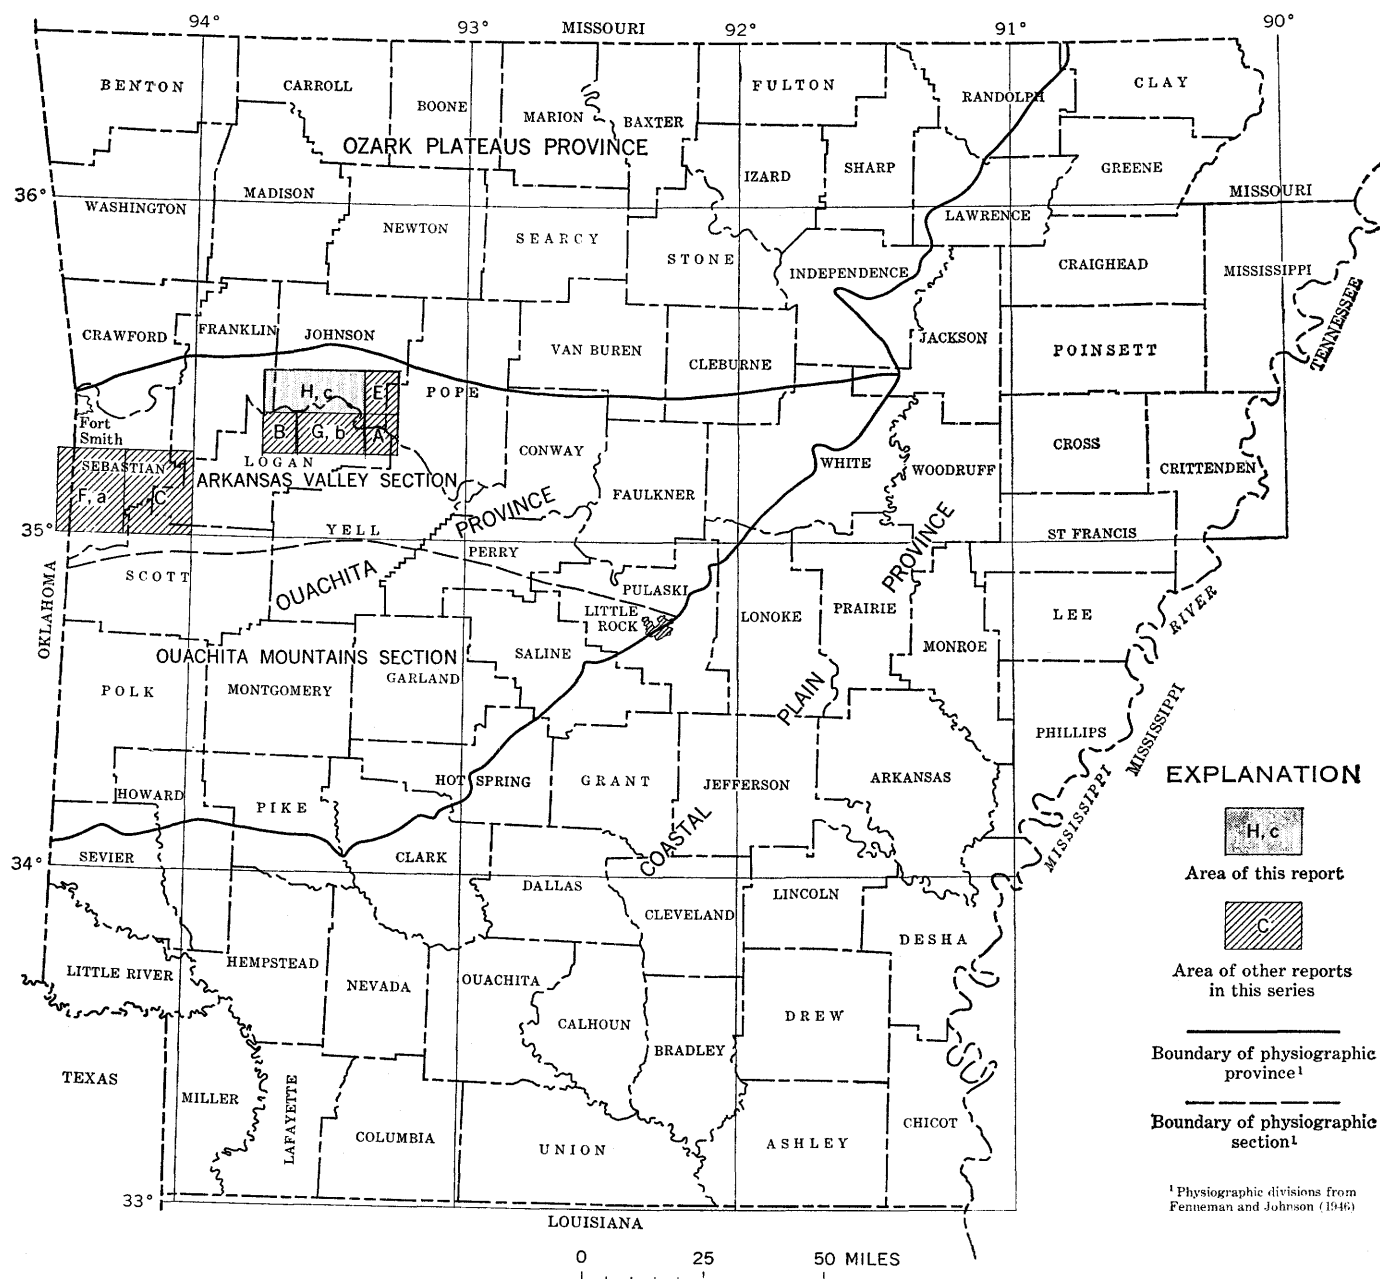 94°
93°
MISSOURI
92°
91°
90°
BENTON
CARROLL
BOONE
MARION
BAXTER
FULTON
RANDOLPH
CLAY
OZARK PLATEAUS PROVINCE
IZARD
SHARP
GREENE
36°
WASHINGTON
MADISON
NEWTON
SEARCY
STONE
LAWRENCE
MISSOURI
INDEPENDENCE
CRAIGHEAD
MISSISSIPPI
TENNESSEE
CRAWFORD
FRANKLIN
JOHNSON
VAN BUREN
CLEBURNE
JACKSON
POINSETT
H, c
E
POPE
Fort
Smith
B
G, b
A
CONWAY
WHITE
WOODRUFF
CROSS
CRITTENDEN
SEBASTIAN
LOGAN
ARKANSAS VALLEY SECTION
F, a
C
FAULKNER
35°
YELL
PROVINCE
PERRY
PROVINCE
ST FRANCIS
OKLAHOMA
SCOTT
OUACHITA
PULASKI
LITTLE
ROCK
LONOKE
PRAIRIE
LEE
RIVER
OUACHITA MOUNTAINS SECTION
SALINE
MONROE
POLK
MONTGOMERY
GARLAND
PLAIN
PHILLIPS
MISSISSIPPI
MISSISSIPPI
HOWARD
PIKE
HOT SPRING
GRANT
JEFFERSON
ARKANSAS
COASTAL
34°
SEVIER
CLARK
DALLAS
CLEVELAND
LINCOLN
DESHA
LITTLE RIVER
HEMPSTEAD
NEVADA
OUACHITA
CALHOUN
BRADLEY
DREW
TEXAS
MILLER
LAFAYETTE
COLUMBIA
UNION
ASHLEY
CHICOT
33°
LOUISIANA
0 25 50 MILES
EXPLANATION
H, c
Area of this report
C
Area of other reports
in this series
Boundary of physiographic
province¹
Boundary of physiographic
section¹
¹ Physiographic divisions from
Fenneman and Johnson (1946)